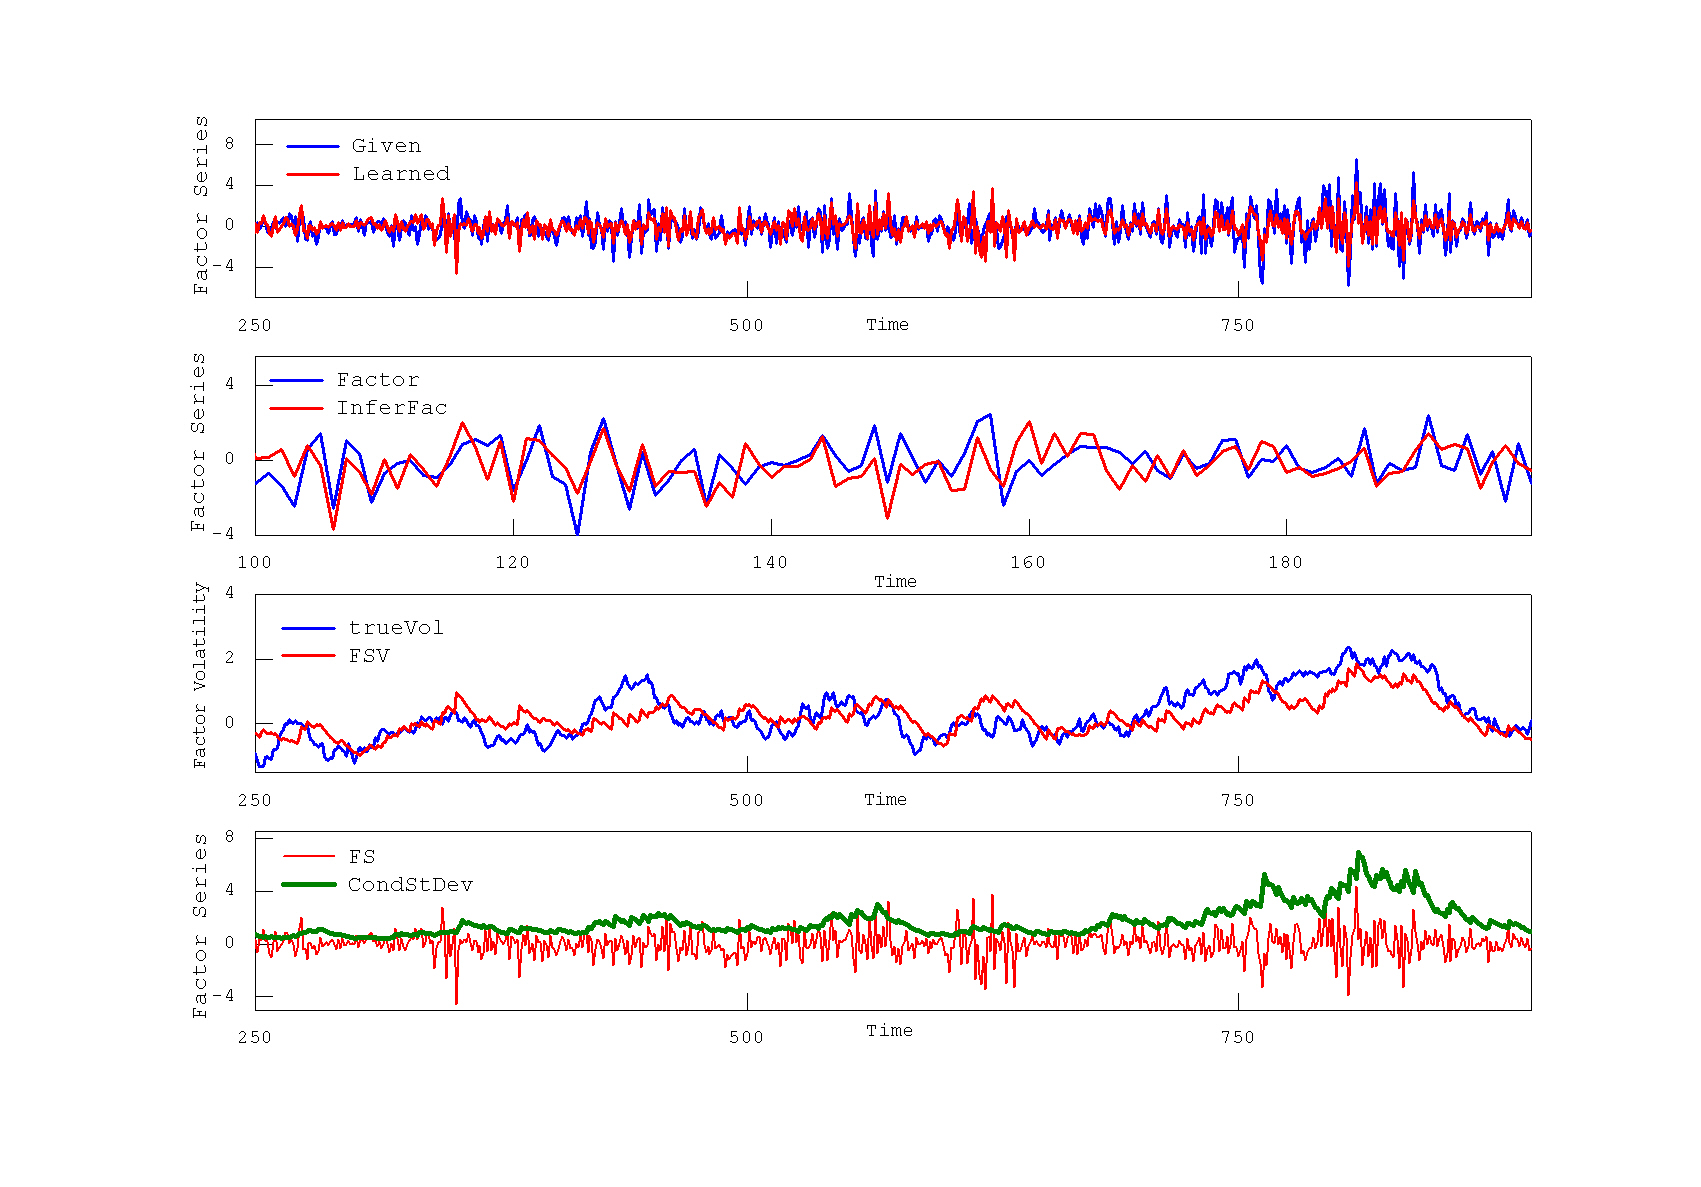 Factor Series
8
4
0
-4
Given
Learned
250
500
Time
750
Factor Series
4
0
-4
Factor
InferFac
100
120
140
160
180
Time
Factor Volatility
4
2
0
trueVol
FSV
250
500
Time
750
Factor Series
8
4
0
-4
FS
CondStDev
250
500
Time
750